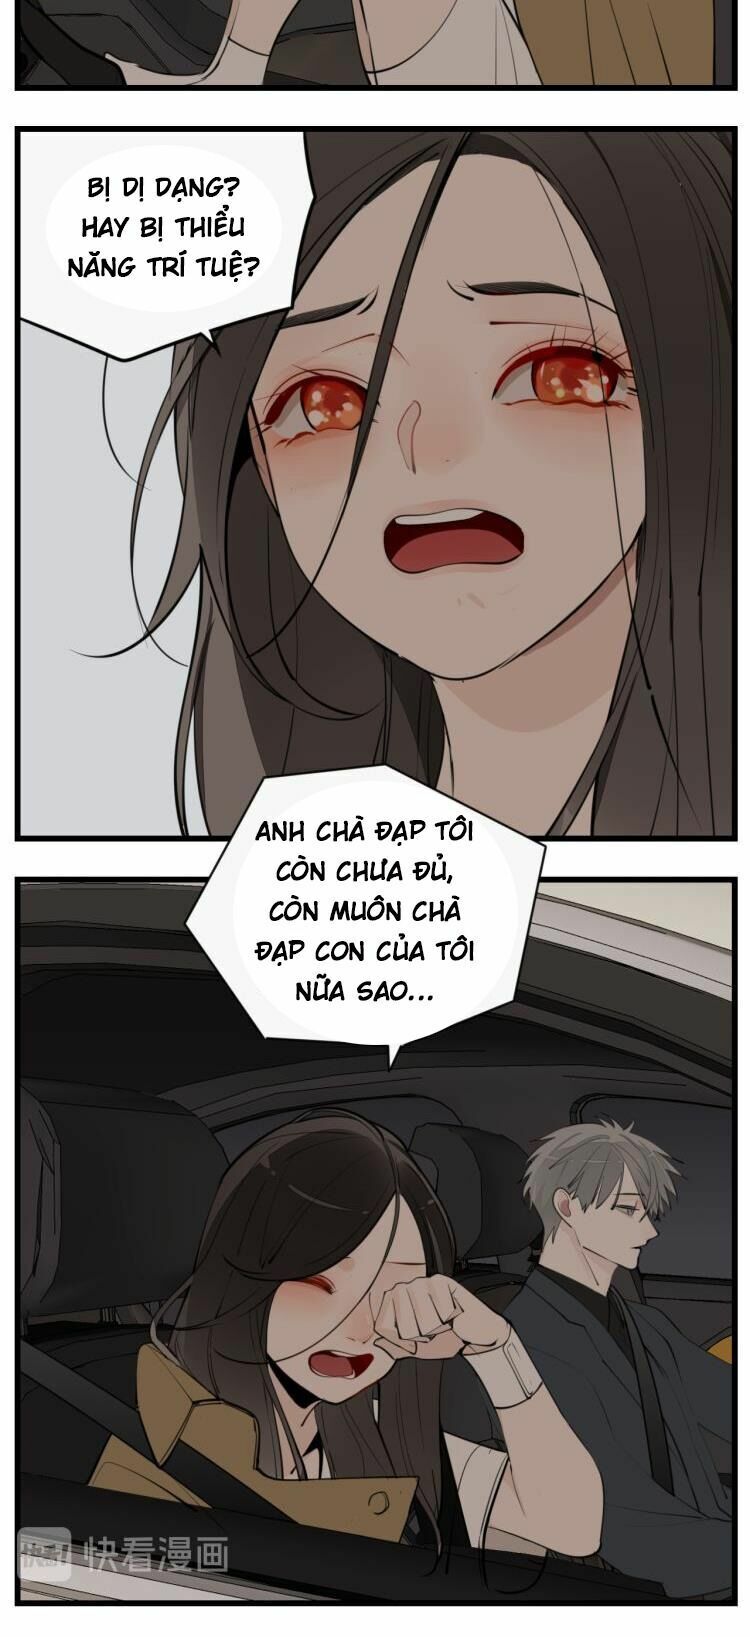 BỊ DỊ DẠNG?
HAY BỊ THIỂU
NĂNG TRÍ TUỆ?
ANH CHÀ ĐẠP TÔI
CÒN CHƯA ĐỦ,
CÒN MUÔN CHÀ
ĐẠP CON CỦA TÔI
NỮA SAO...
快看漫画